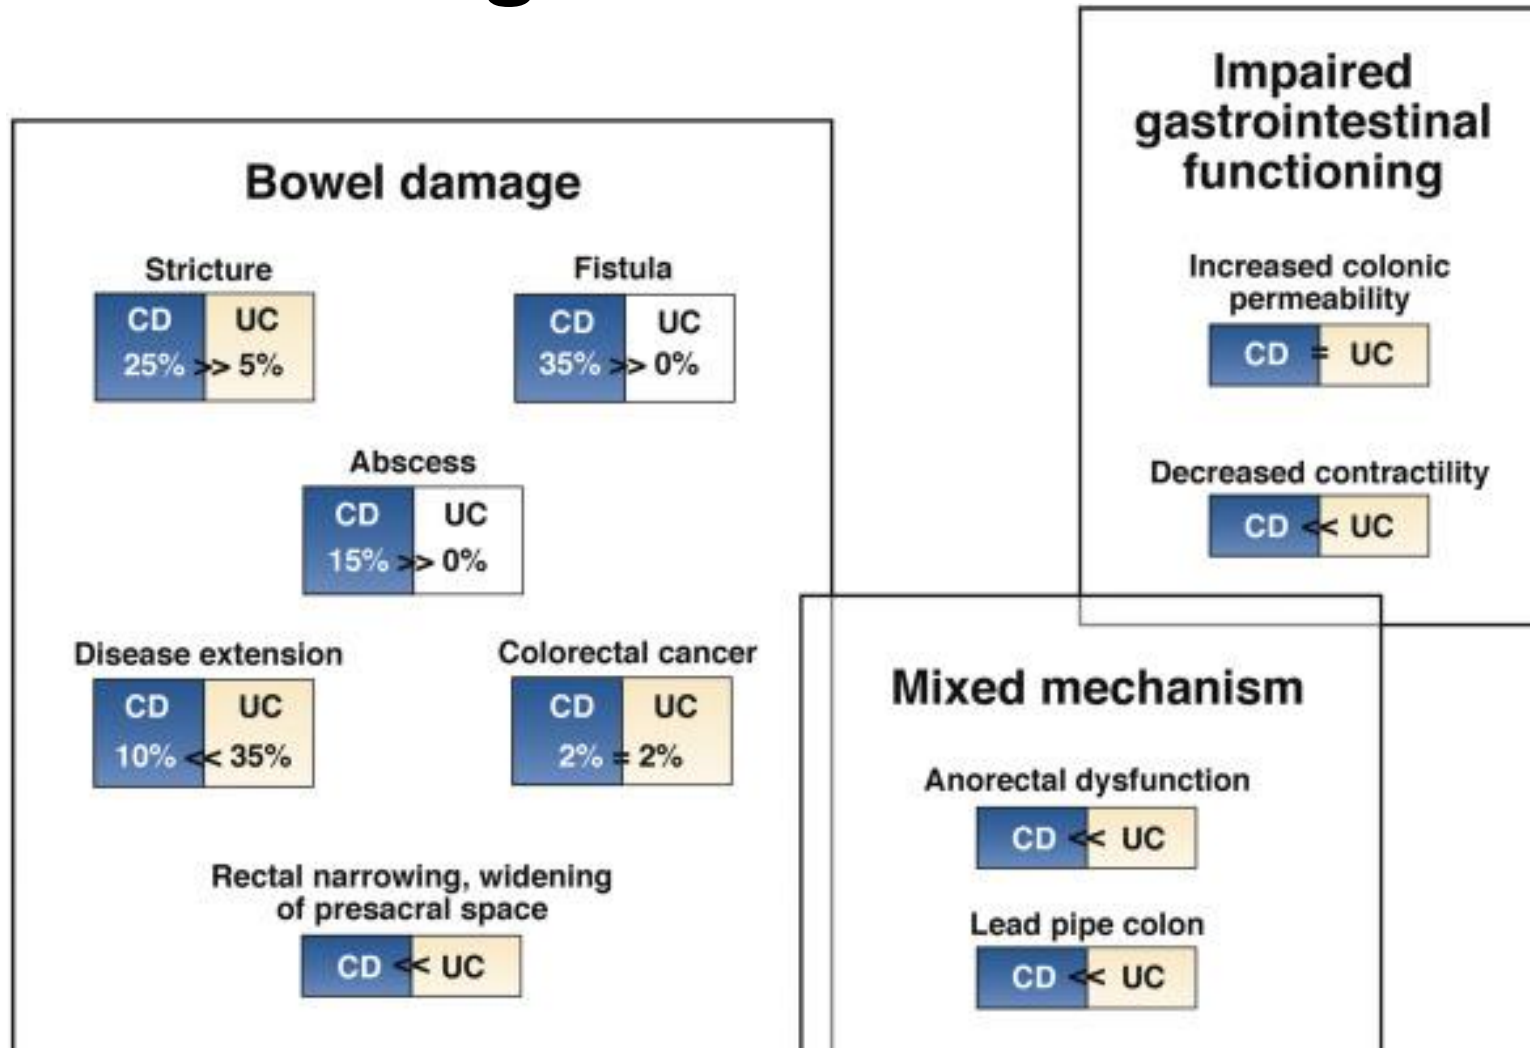 Bowel damage
Stricture
CD UC
25% >> 5%
Fistula
CD UC
35% >> 0%
Abscess
CD UC
15% >> 0%
Disease extension
CD UC
10% << 35%
Colorectal cancer
CD UC
2% = 2%
Rectal narrowing, widening
of presacral space
CD << UC
Impaired
gastrointestinal
functioning
Increased colonic
permeability
CD = UC
Decreased contractility
CD << UC
Mixed mechanism
Anorectal dysfunction
CD << UC
Lead pipe colon
CD << UC